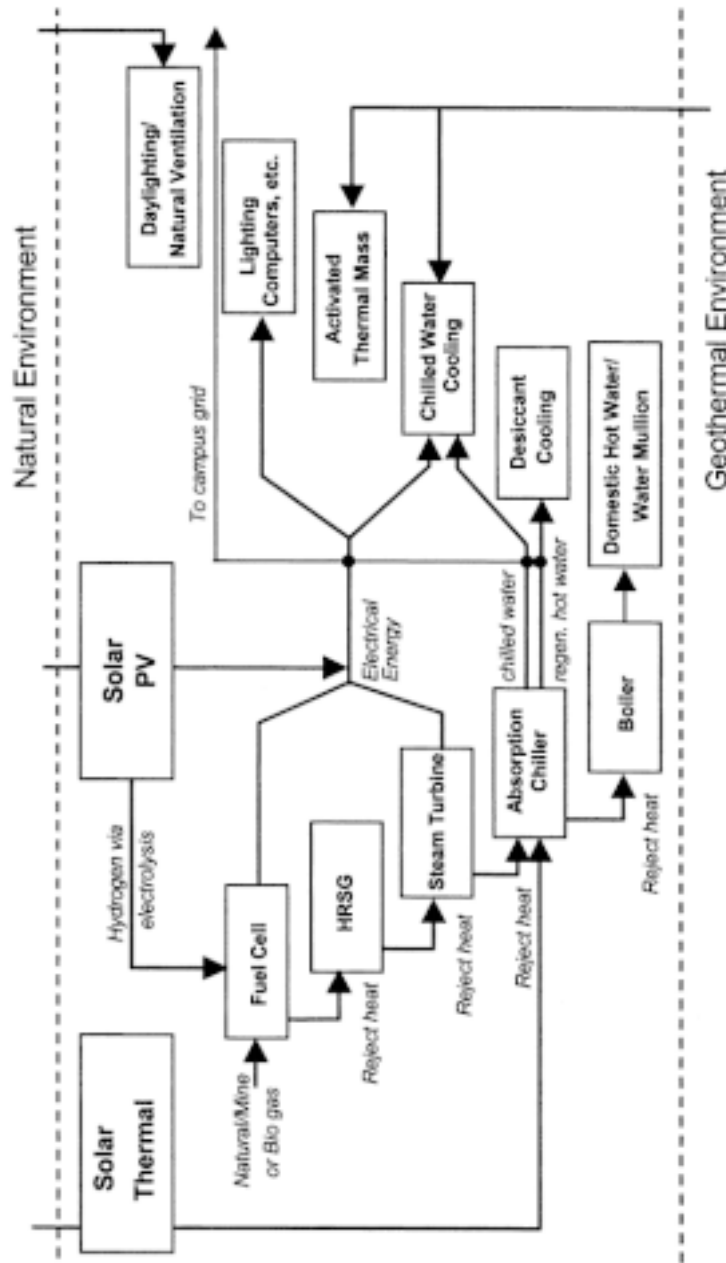 Natural Environment
Solar
Thermal
Solar
PV
Daylighting/
Natural Ventilation
Hydrogen via
electrolysis
To campus grid
Natural/Mine
or Bio gas
Fuel Cell
Lighting
Computers, etc.
Reject heat
HRSG
Electrical
Energy
Activated
Thermal Mass
Reject heat
Steam Turbine
Chilled Water
Cooling
Reject heat
Absorption
Chiller
chilled water
regen. hot water
Desiccant
Cooling
Reject heat
Boiler
Domestic Hot Water/
Water Mullion
Geothermal Environment